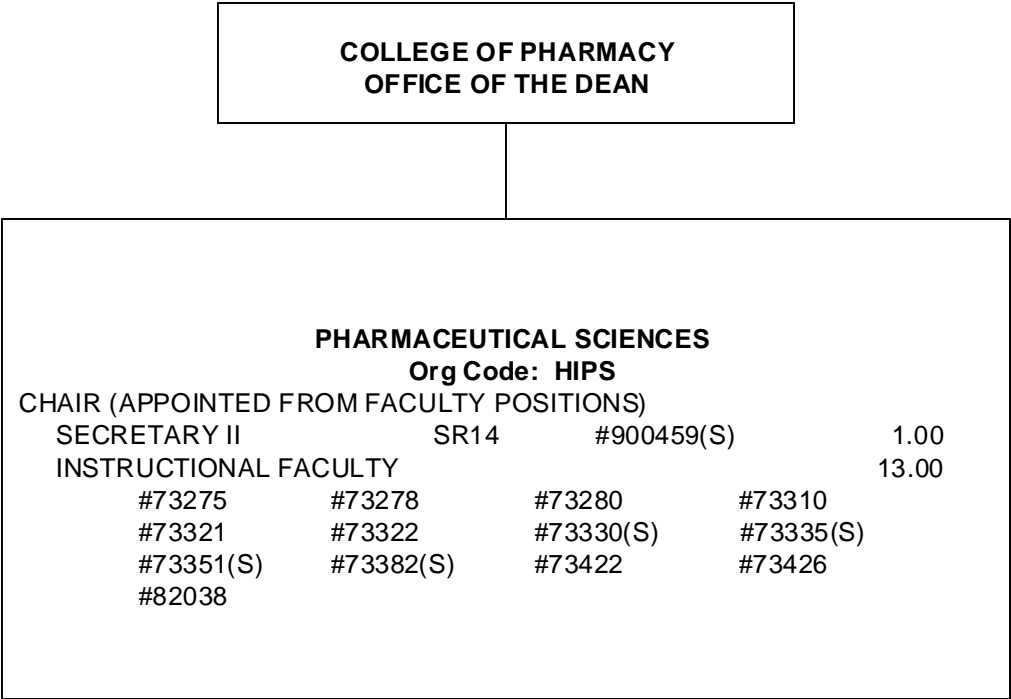 COLLEGE OF PHARMACY
OFFICE OF THE DEAN
PHARMACEUTICAL SCIENCES
Org Code: HIPS
CHAIR (APPOINTED FROM FACULTY POSITIONS)
SECRETARY II SR14 #900459(S) 1.00
INSTRUCTIONAL FACULTY 13.00
#73275 #73278 #73280 #73310
#73321 #73322 #73330(S) #73335(S)
#73351(S) #73382(S) #73422 #73426
#82038